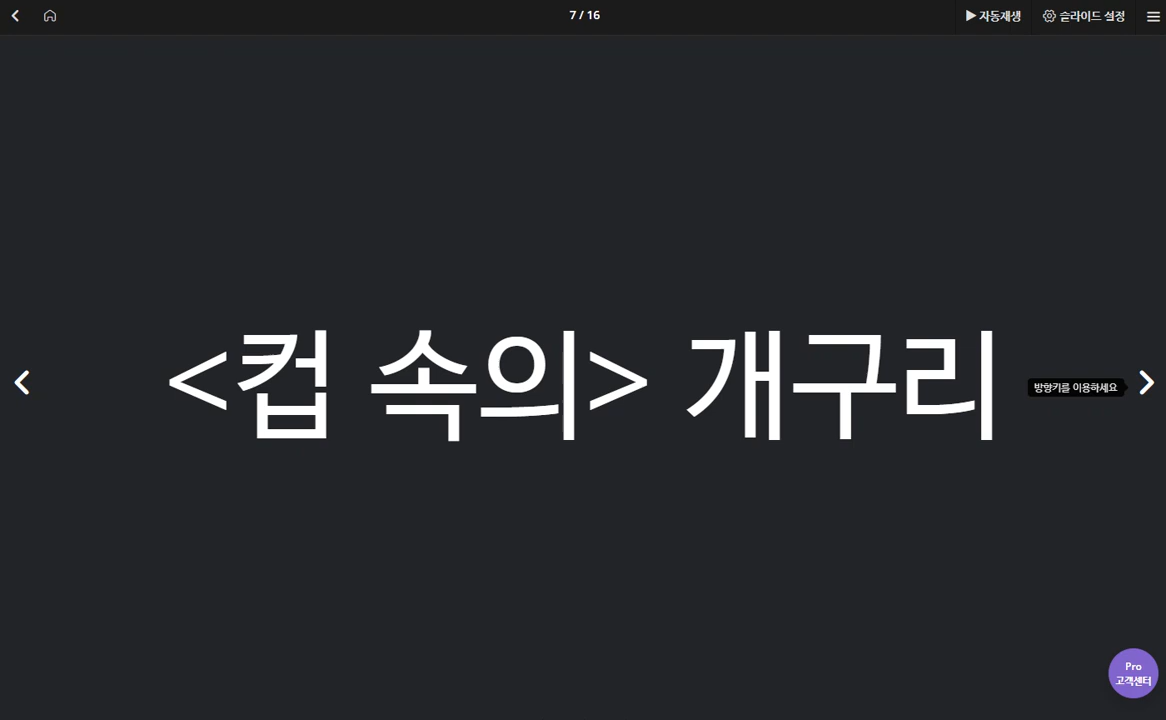 7 / 16
자동재생
슬라이드 설정
<컵 속의> 개구리
방향키를 이용하세요
Pro
고객센터